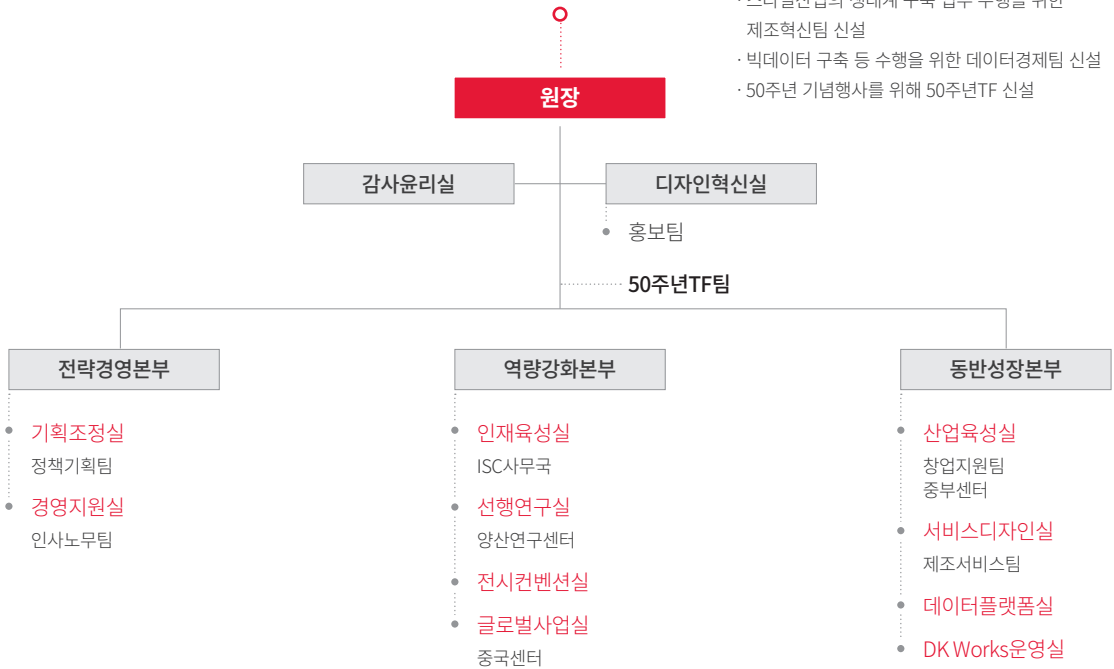 제조혁신팀 신설
· 빅데이터 구축 등 수행을 위한 데이터경제팀 신설
· 50주년 기념행사를 위해 50주년TF 신설
원장
감사윤리실
디자인혁신실
홍보팀
50주년TF팀
전략경영본부
기획조정실
정책기획팀
경영지원실
인사노무팀
역량강화본부
인재육성실
ISC사무국
선행연구실
양산연구센터
전시컨벤션실
글로벌사업실
중국센터
동반성장본부
산업육성실
창업지원팀
중부센터
서비스디자인실
제조서비스팀
데이터플랫폼실
DK Works운영실